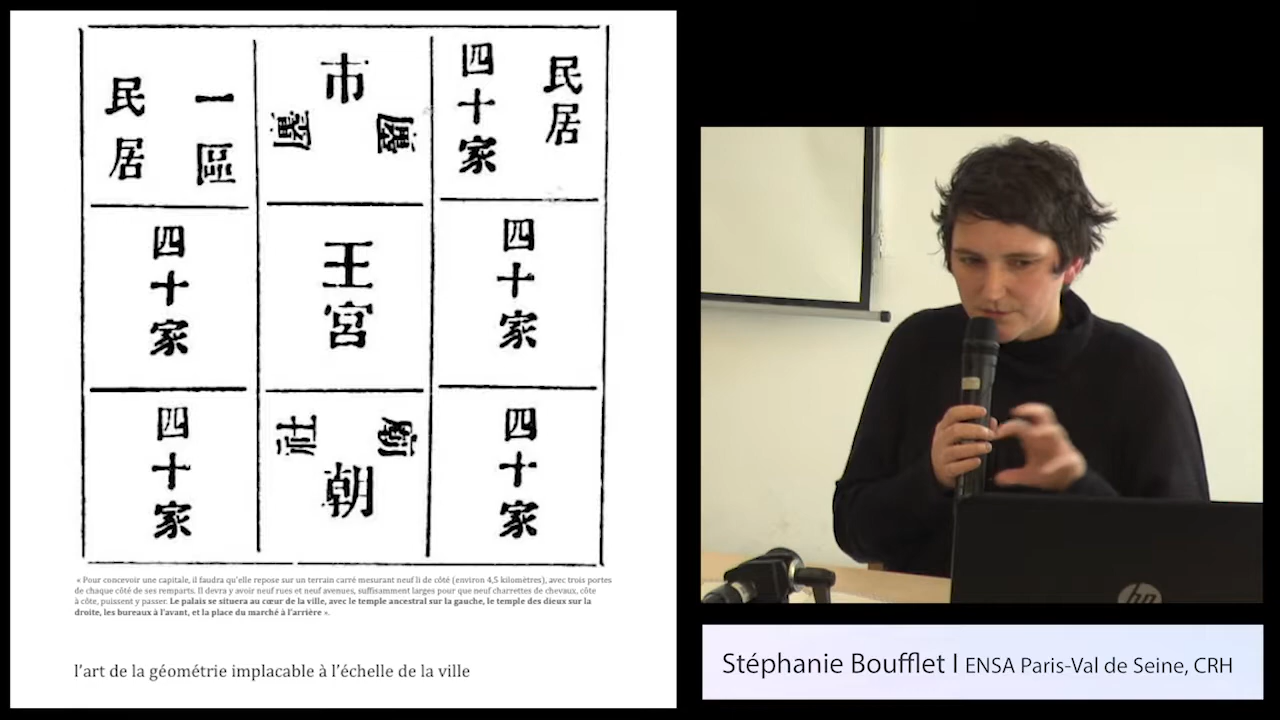 一區
民居
市
民居
四十家
四十家
王宮
四十家
四十家
社
廟
朝
四十家
« Pour concevoir une capitale, il faudra qu'elle repose sur un terrain carré mesurant neuf li de côté (environ 4,5 kilomètres), avec trois portes
de chaque côté de ses remparts. Il devra y avoir neuf rues et neuf avenues, suffisamment larges pour que neuf charrettes de chevaux, côte
à côte, puissent y passer. Le palais se situera au cœur de la ville, avec le temple ancestral sur la gauche, le temple des dieux sur la
droite, les bureaux à l'avant, et la place du marché à l'arrière ».
l'art de la géométrie implacable à l'échelle de la ville
hp
Stéphanie Boufflet I ENSA Paris-Val de Seine, CRH